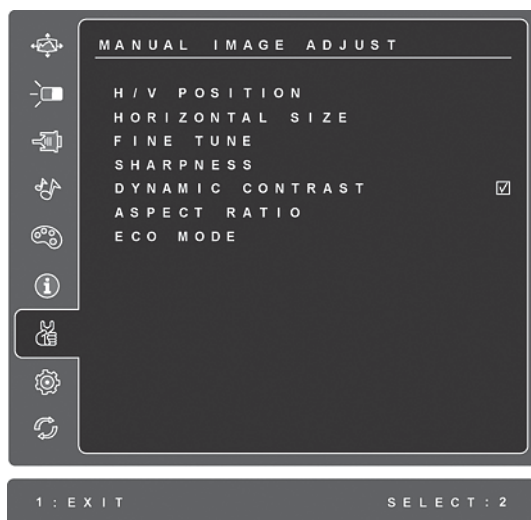 MANUAL IMAGE ADJUST
H/V POSITION
HORIZONTAL SIZE
FINE TUNE
SHARPNESS
DYNAMIC CONTRAST
ASPECT RATIO
ECO MODE
1:EXIT SELECT:2